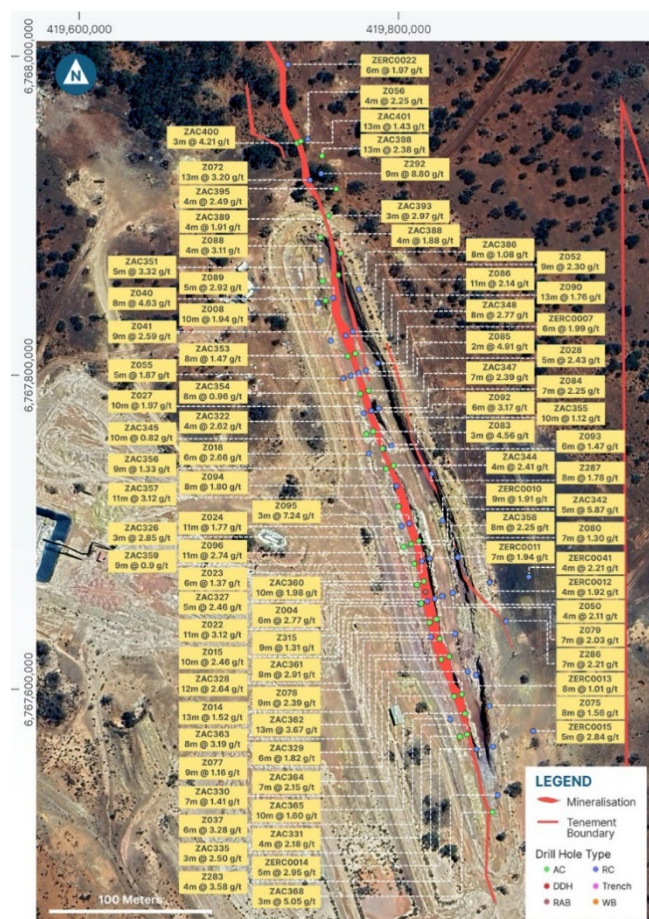 419,600,000
419,800,000
6,768,000,000
6,767,800,000
6,767,600,000
N
ZERC0022
6m @ 1.97 g/t
Z056
4m @ 2.25 g/t
ZAC401
13m @ 1.43 g/t
ZAC400
3m @ 4.21 g/t
ZAC398
13m @ 2.38 g/t
Z072
13m @ 3.20 g/t
Z292
9m @ 8.80 g/t
ZAC395
4m @ 2.49 g/t
ZAC393
3m @ 2.97 g/t
ZAC389
4m @ 1.91 g/t
ZAC388
4m @ 1.88 g/t
Z088
4m @ 3.11 g/t
ZAC386
8m @ 1.08 g/t
Z052
9m @ 2.30 g/t
ZAC351
5m @ 3.32 g/t
Z089
5m @ 2.92 g/t
Z086
11m @ 2.14 g/t
Z090
13m @ 1.76 g/t
Z040
8m @ 4.63 g/t
Z008
10m @ 1.94 g/t
ZAC348
8m @ 2.77 g/t
ZERC0007
6m @ 1.99 g/t
Z041
9m @ 2.59 g/t
Z085
2m @ 4.91 g/t
Z028
5m @ 2.43 g/t
ZAC353
8m @ 1.47 g/t
Z055
5m @ 1.87 g/t
ZAC347
7m @ 2.39 g/t
Z084
7m @ 2.25 g/t
ZAC354
8m @ 0.96 g/t
Z027
10m @ 1.97 g/t
Z092
6m @ 3.17 g/t
ZAC355
10m @ 1.12 g/t
ZAC322
4m @ 2.62 g/t
Z083
3m @ 4.56 g/t
ZAC345
10m @ 0.82 g/t
Z093
6m @ 1.47 g/t
Z018
6m @ 2.66 g/t
ZAC344
4m @ 2.41 g/t
ZAC356
9m @ 1.33 g/t
Z287
8m @ 1.78 g/t
Z094
8m @ 1.80 g/t
ZERC0010
9m @ 1.91 g/t
ZAC357
11m @ 3.12 g/t
ZAC342
5m @ 5.87 g/t
Z095
3m @ 7.24 g/t
Z024
11m @ 1.77 g/t
ZAC358
8m @ 2.25 g/t
ZAC326
3m @ 2.85 g/t
Z080
7m @ 1.30 g/t
Z096
11m @ 2.74 g/t
ZERC0011
7m @ 1.94 g/t
ZAC359
9m @ 0.9 g/t
ZERC0041
4m @ 2.21 g/t
Z023
6m @ 1.37 g/t
ZAC360
10m @ 1.98 g/t
ZERC0012
4m @ 1.92 g/t
ZAC327
5m @ 2.46 g/t
Z004
6m @ 2.77 g/t
Z050
4m @ 2.11 g/t
Z022
11m @ 3.12 g/t
Z315
9m @ 1.31 g/t
Z079
7m @ 2.03 g/t
Z015
10m @ 2.46 g/t
ZAC361
8m @ 2.91 g/t
Z286
7m @ 2.21 g/t
ZAC328
12m @ 2.64 g/t
Z078
9m @ 2.39 g/t
ZERC0013
8m @ 1.01 g/t
Z014
13m @ 1.52 g/t
ZAC362
13m @ 3.67 g/t
Z075
8m @ 1.56 g/t
ZAC363
8m @ 3.19 g/t
ZAC329
6m @ 1.82 g/t
ZERC0015
5m @ 2.84 g/t
Z077
9m @ 1.16 g/t
ZAC364
7m @ 2.15 g/t
ZAC330
7m @ 1.41 g/t
ZAC365
10m @ 1.60 g/t
Z037
6m @ 3.28 g/t
ZAC331
4m @ 2.18 g/t
ZAC335
3m @ 2.50 g/t
ZERC0014
5m @ 2.95 g/t
Z283
4m @ 3.58 g/t
ZAC368
3m @ 5.05 g/t
LEGEND
Mineralisation
Tenement
Boundary
Drill Hole Type
AC
RC
DDH
Trench
RAB
WB
100 Meters